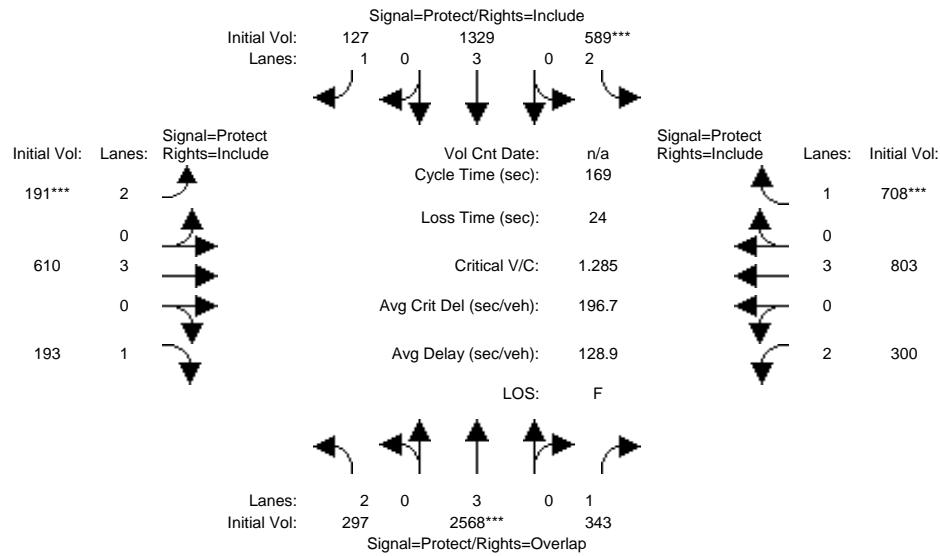 Signal=Protect/Rights=Include
Initial Vol: 127 1329 589***
Lanes: 1 0 3 0 2
Signal=Protect Signal=Protect
Initial Vol: Lanes: Rights=Include Vol Cnt Date: n/a Rights=Include Lanes: Initial Vol:
Cycle Time (sec): 169
191*** 2 1 708***
Loss Time (sec): 24
0 0
610 3 Critical V/C: 1.285 3 803
0 Avg Crit Del (sec/veh): 196.7 0
193 1 Avg Delay (sec/veh): 128.9 2 300
LOS: F
Lanes: 2 0 3 0 1
Initial Vol: 297 2568*** 343
Signal=Protect/Rights=Overlap